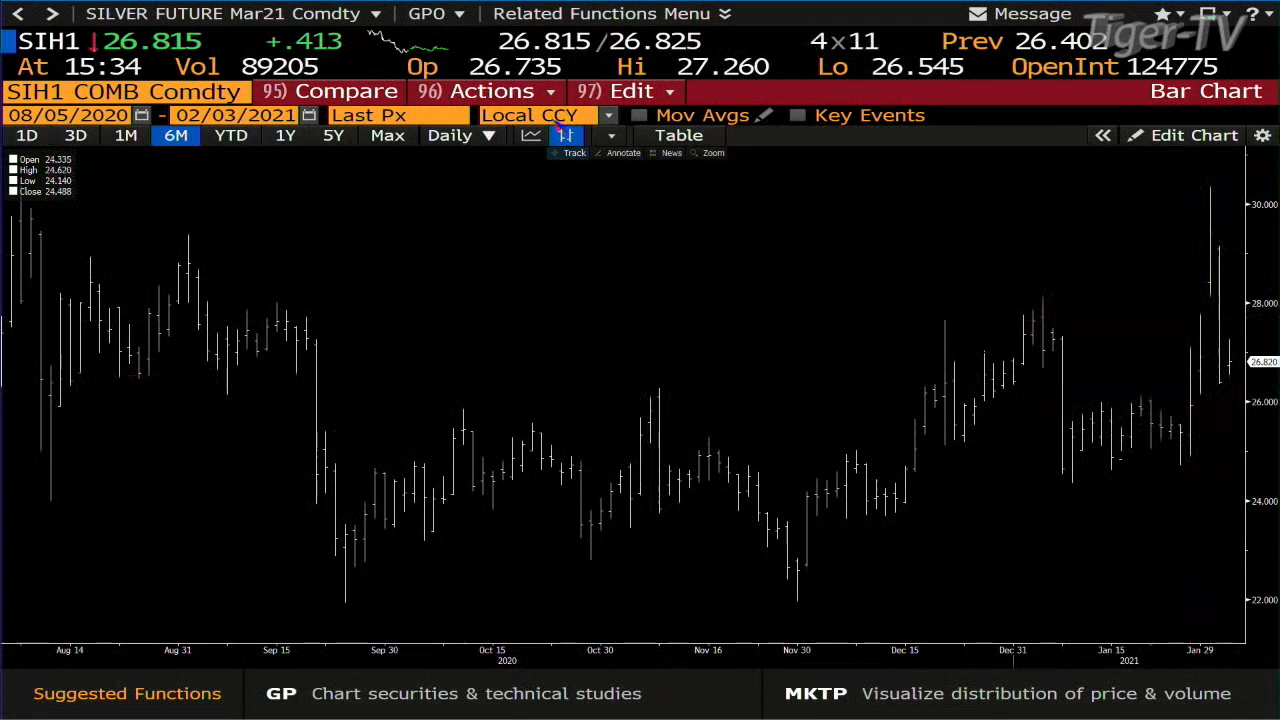 < > SILVER FUTURE Mar21 Comdty ▼ GPO ▼ Related Functions Menu Message ?
SIH1 ↓26.815 +.413 26.815/26.825 4x11 Prev 26.402
Tiger-TV
At 15:34 Vol 89205 Op 26.735 Hi 27.260 Lo 26.545 OpenInt 124775
SIH1 COMB Comdty 95) Compare 96) Actions 97) Edit Bar Chart
08/05/2020 - 02/03/2021 Last Px Local CCY Mov Avgs Key Events
1D 3D 1M 6M YTD 1Y 5Y Max Daily ▼ Table « Edit Chart
Track Annotate News Zoom
Open 24.335
High 24.620
Low 24.140
Close 24.488
30.000
28.000
26.820
26.000
24.000
22.000
Aug 14 Aug 31 Sep 15 Sep 30 Oct 15 Oct 30 Nov 16 Nov 30 Dec 15 Dec 31 Jan 15 Jan 29
2020 2021
Suggested Functions GP Chart securities & technical studies MKTP Visualize distribution of price & volume